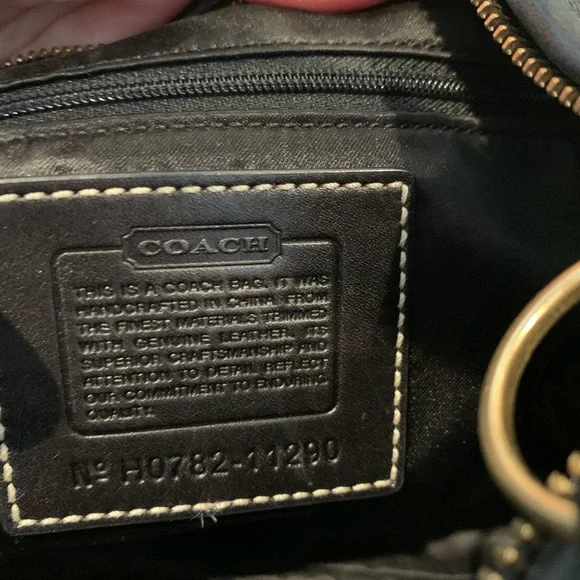 COACH
THIS IS A COACH BAG. IT WAS
HANDCRAFTED IN CHINA FROM
THE FINEST MATERIALS TRIMMED
WITH GENUINE LEATHER. ITS
SUPERIOR CRAFTSMANSHIP AND
ATTENTION TO DETAIL REFLECT
OUR COMMITMENT TO ENDURING
QUALITY.
Nº H0782-11290